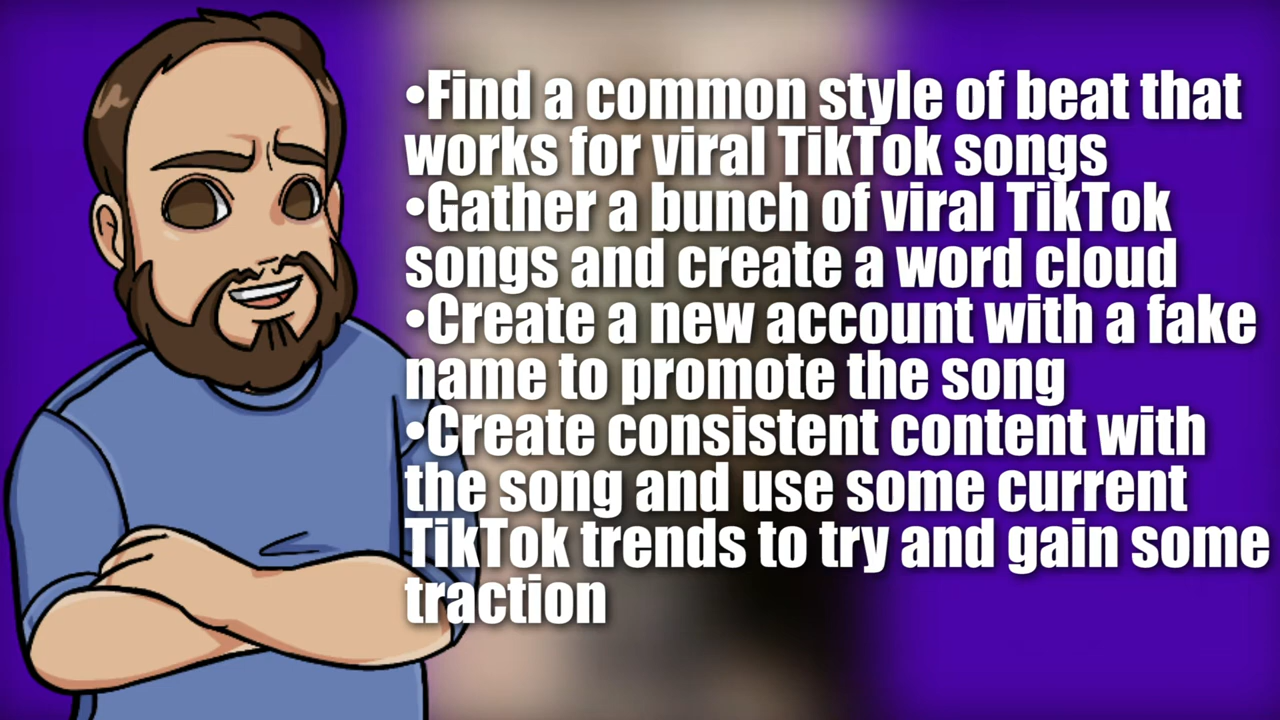 •Find a common style of beat that
works for viral TikTok songs
•Gather a bunch of viral TikTok
songs and create a word cloud
•Create a new account with a fake
name to promote the song
•Create consistent content with
the song and use some current
TikTok trends to try and gain some
traction